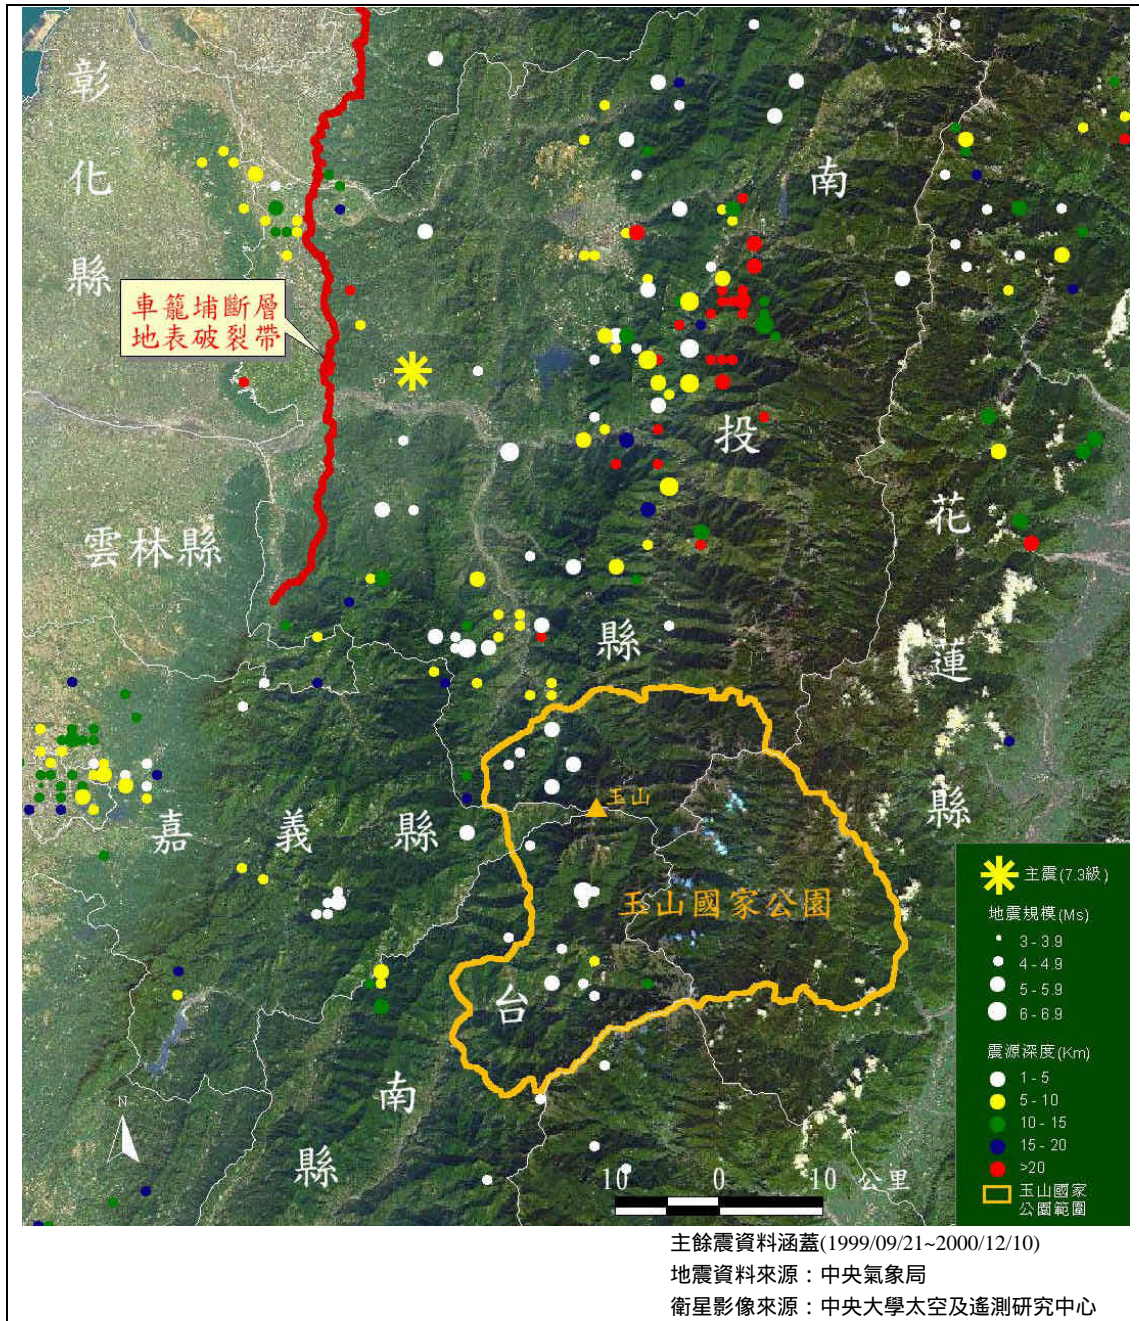 彰
化
縣
南
投
縣
車籠埔斷層
地表破裂帶
雲林縣
花
蓮
縣
嘉義縣
玉山
玉山國家公園
台
南
縣
N
10 0 10 公里
主震(7.3級)
地震規模(Ms)
3 - 3.9
4 - 4.9
5 - 5.9
6 - 6.9
震源深度(Km)
1 - 5
5 - 10
10 - 15
15 - 20
>20
玉山國家
公園範圍
主餘震資料涵蓋(1999/09/21~2000/12/10)
地震資料來源：中央氣象局
衛星影像來源：中央大學太空及遙測研究中心